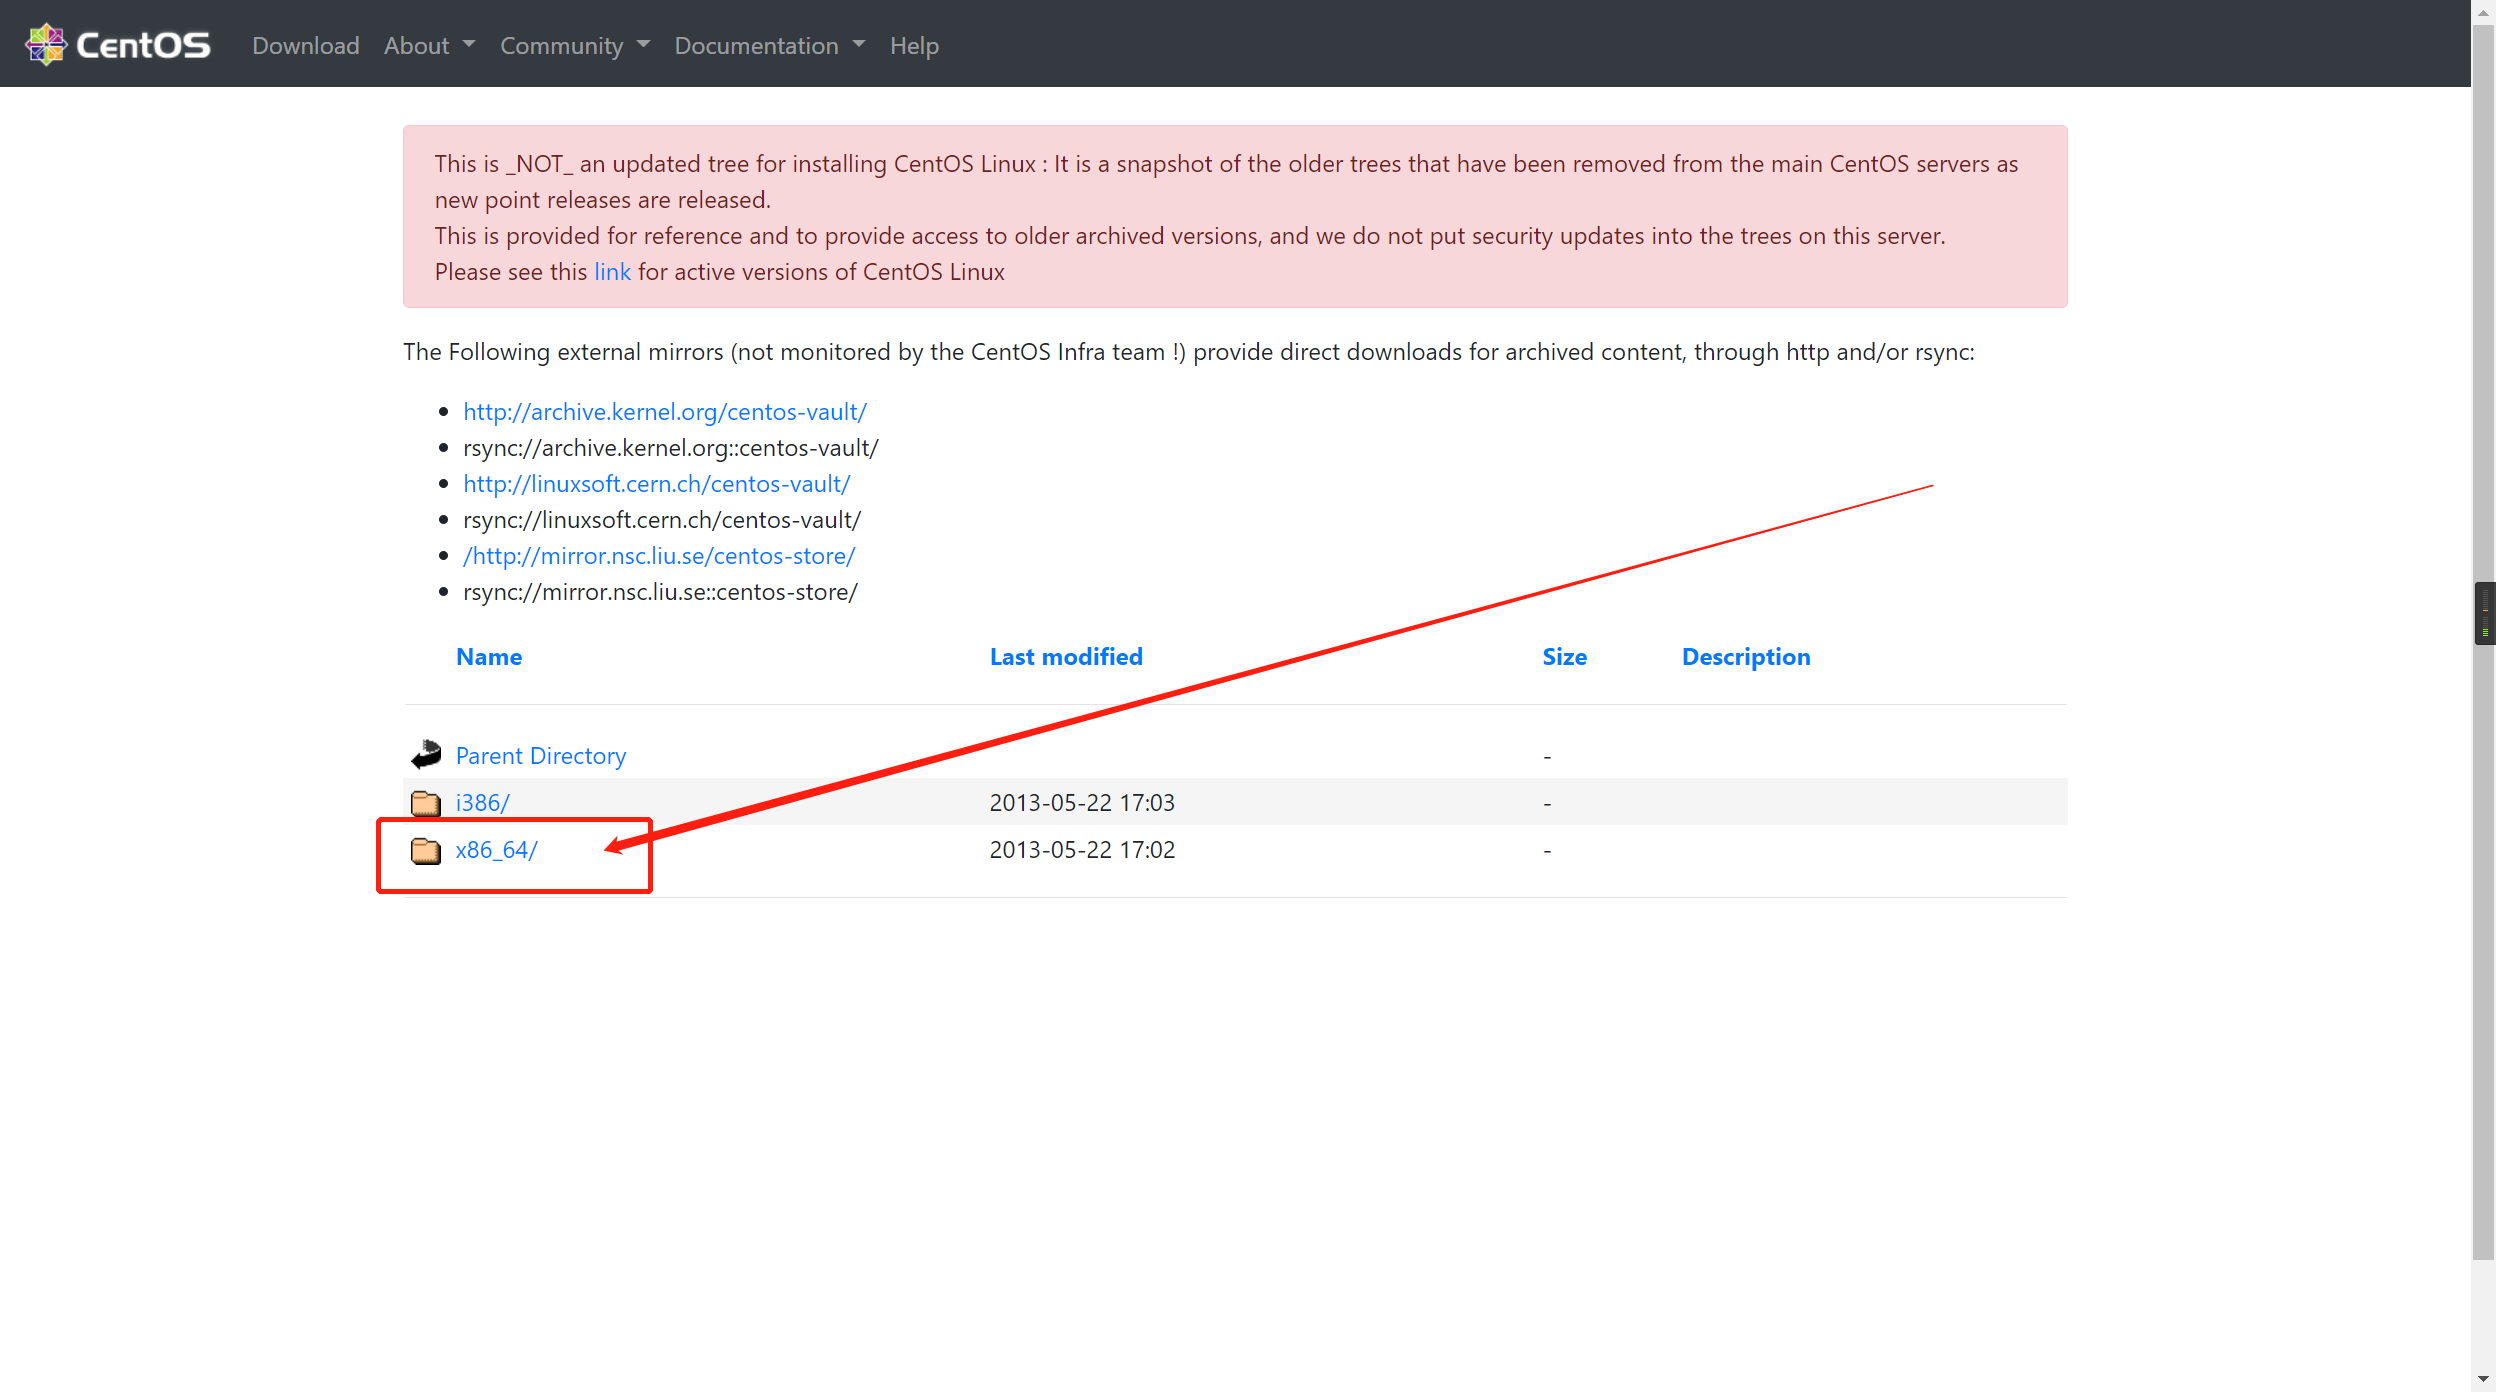 CentOS Download About Community Documentation Help
This is _NOT_ an updated tree for installing CentOS Linux : It is a snapshot of the older trees that have been removed from the main CentOS servers as
new point releases are released.
This is provided for reference and to provide access to older archived versions, and we do not put security updates into the trees on this server.
Please see this link for active versions of CentOS Linux
The Following external mirrors (not monitored by the CentOS Infra team !) provide direct downloads for archived content, through http and/or rsync:
http://archive.kernel.org/centos-vault/
rsync://archive.kernel.org::centos-vault/
http://linuxsoft.cern.ch/centos-vault/
rsync://linuxsoft.cern.ch/centos-vault/
/http://mirror.nsc.liu.se/centos-store/
rsync://mirror.nsc.liu.se::centos-store/
Name Last modified Size Description
Parent Directory -
i386/ 2013-05-22 17:03 -
x86_64/ 2013-05-22 17:02 -